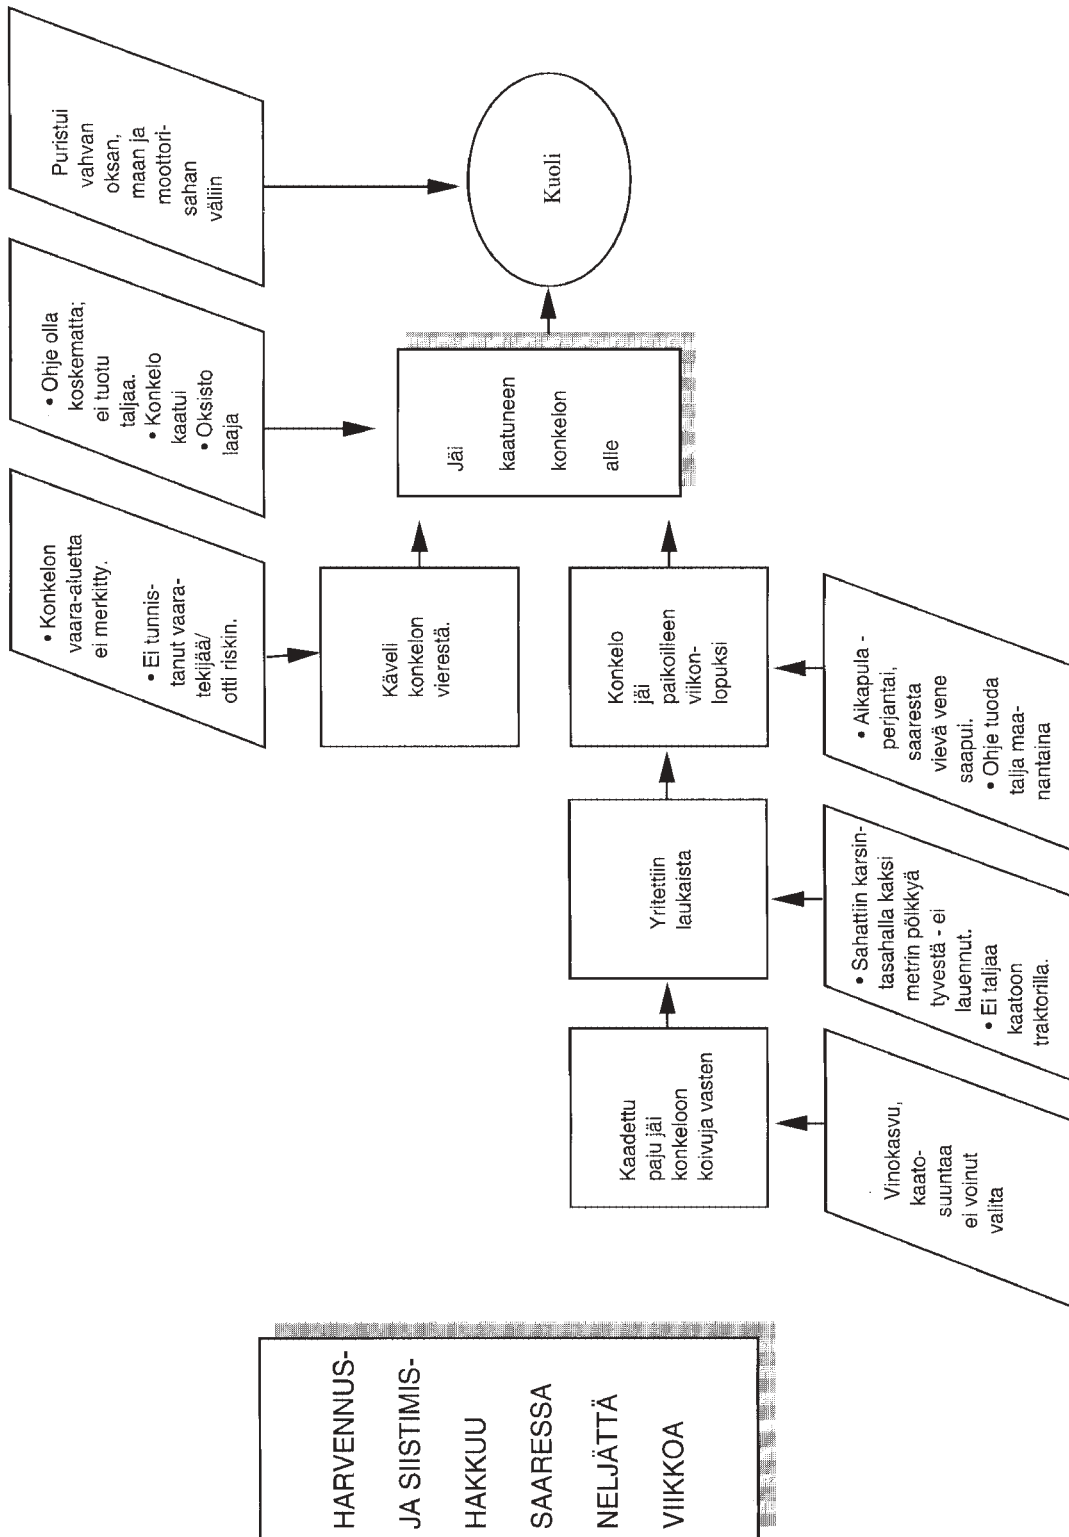 HARVENNUS-
JA SIISTIMIS-
HAKKUU
SAARESSA
NELJÄTTÄ
VIIKKOA
• Konkelon
vaara-aluetta
ei merkitty.
• Ei tunnis-
tanut vaara-
tekijää/
otti riskin.
• Ohje olla
koskematta;
ei tuotu
taljaa.
• Konkelo
kaatui
• Oksisto
laaja
Puristui
vahvan
oksan,
maan ja
moottori-
sahan
väliin
Käveli
konkelon
vierestä.
Jäi
kaatuneen
konkelon
alle
Kuoli
Kaadettu
paju jäi
konkeloon
koivuja vasten
Yritettiin
laukaista
Konkelo
jäi
paikoilleen
viikon-
lopuksi
Vinokasvu,
kaato-
suuntaa
ei voinut
valita
• Sahattiin karsin-
tasahalla kaksi
metrin pölkkyä
tyvestä - ei
lauennut.
• Ei taljaa
kaatoon
traktorilla.
• Aikapula -
perjantai,
saaresta
vievä vene
saapui.
• Ohje tuoda
talja maa-
nantaina